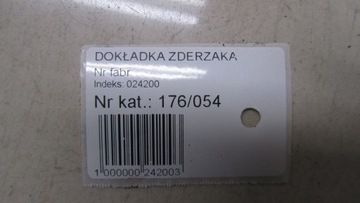 DOKŁADKA ZDERZAKA
Nr fabr.
Indeks: 024200
Nr kat.: 176/054
1 000000 242003